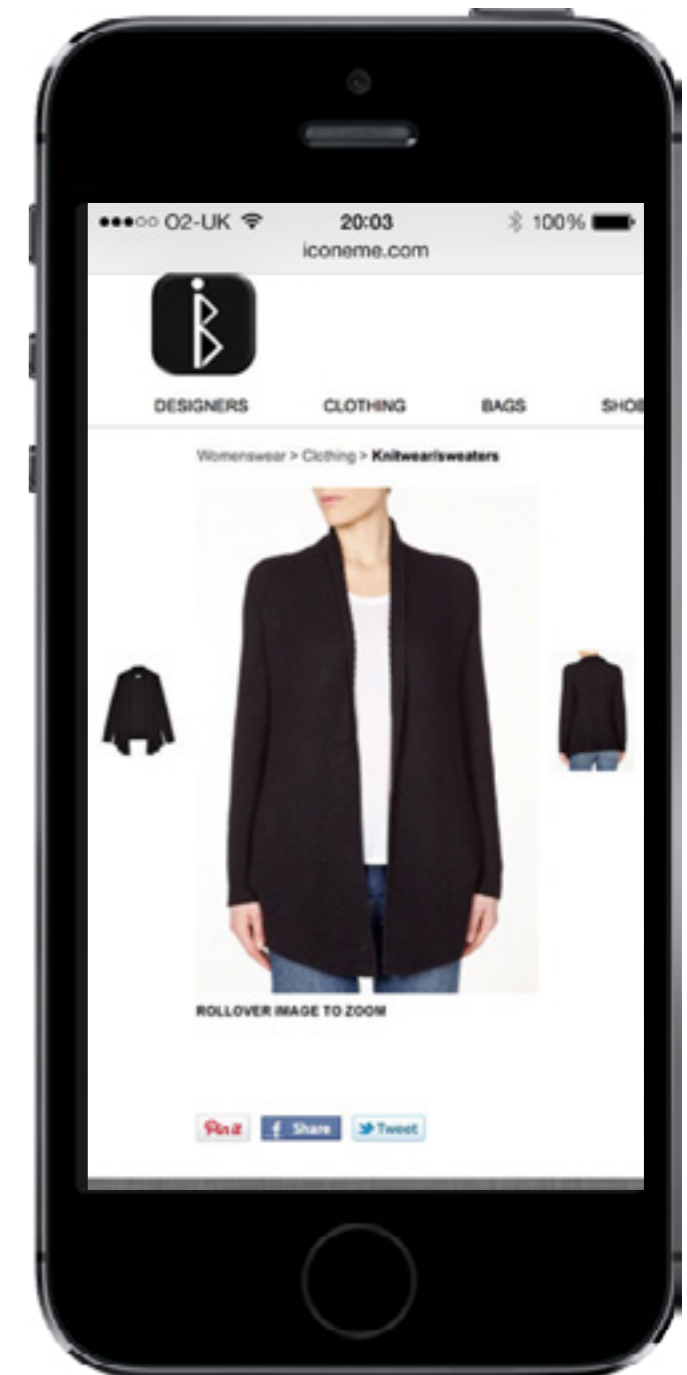 O2-UK 20:03 100%
iconeme.com
DESIGNERS CLOTHING BAGS SHOE
Womenswear > Clothing > Knitwear/sweaters
ROLLOVER IMAGE TO ZOOM
Pin it f Share Tweet